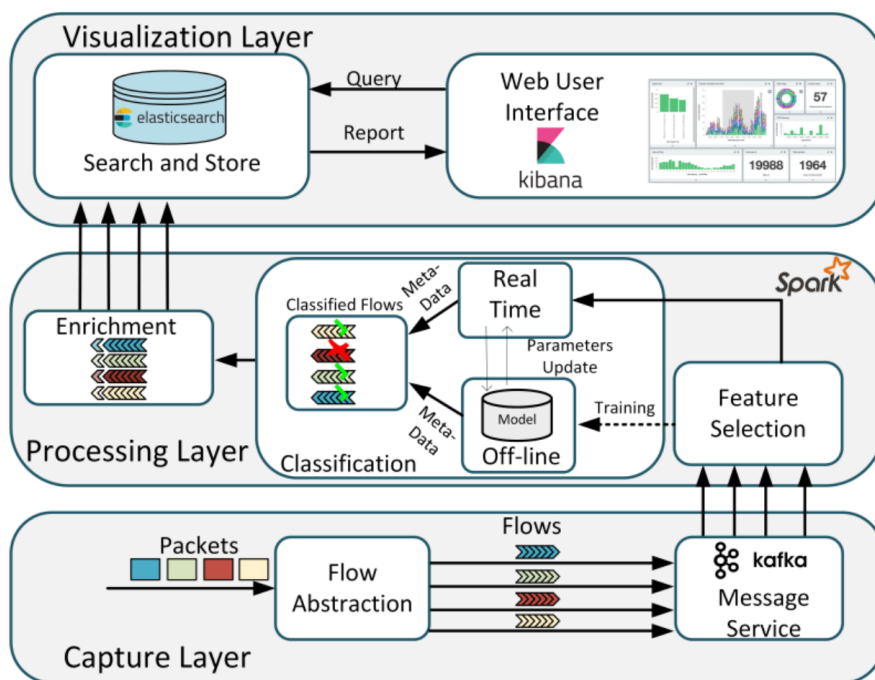 Visualization Layer
elasticsearch
Search and Store
Query
Report
Web User
Interface
kibana
57
19988
1964
Spark
Enrichment
Classified Flows
Meta-
Data
Real
Time
Parameters
Update
Meta-
Data
Model
Off-line
Training
Feature
Selection
Classification
Processing Layer
Packets
Flow
Abstraction
Flows
kafka
Message
Service
Capture Layer